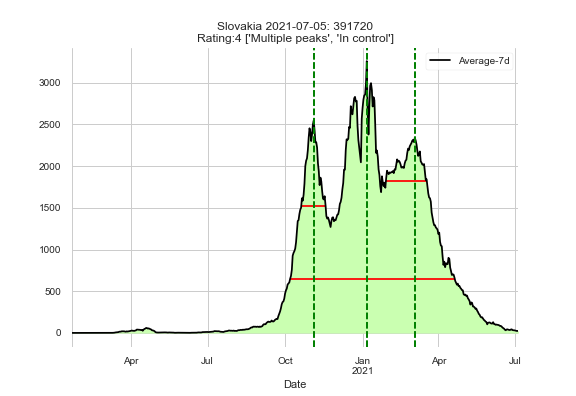 Slovakia 2021-07-05: 391720
Rating:4 ['Multiple peaks', 'In control']
Average-7d
3000
2500
2000
1500
1000
500
0
Apr Jul Oct Jan Apr Jul
2021
Date